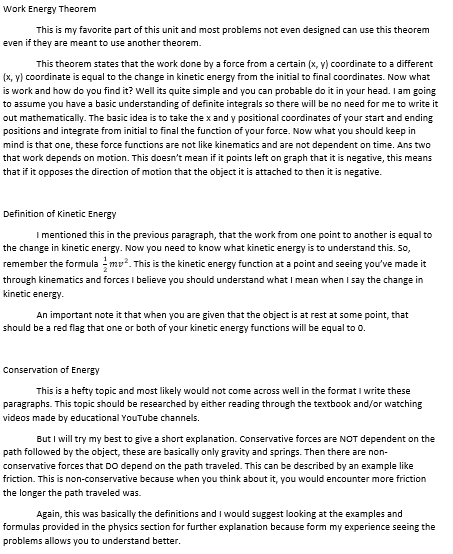 Work Energy Theorem
This is my favorite part of this unit and most problems not even designed can use this theorem
even if they are meant to use another theorem.
This theorem states that the work done by a force from a certain (x, y) coordinate to a different
(x, y) coordinate is equal to the change in kinetic energy from the initial to final coordinates. Now what
is work and how do you find it? Well its quite simple and you can probable do it in your head. I am going
to assume you have a basic understanding of definite integrals so there will be no need for me to write it
out mathematically. The basic idea is to take the x and y positional coordinates of your start and ending
positions and integrate from initial to final the function of your force. Now what you should keep in
mind is that one, these force functions are not like kinematics and are not dependent on time. Ans two
that work depends on motion. This doesn't mean if it points left on graph that it is negative, this means
that if it opposes the direction of motion that the object it is attached to then it is negative.
Definition of Kinetic Energy
I mentioned this in the previous paragraph, that the work from one point to another is equal to
the change in kinetic energy. Now you need to know what kinetic energy is to understand this. So,
remember the formula ½mv². This is the kinetic energy function at a point and seeing you've made it
through kinematics and forces I believe you should understand what I mean when I say the change in
kinetic energy.
An important note it that when you are given that the object is at rest at some point, that
should be a red flag that one or both of your kinetic energy functions will be equal to 0.
Conservation of Energy
This is a hefty topic and most likely would not come across well in the format I write these
paragraphs. This topic should be researched by either reading through the textbook and/or watching
videos made by educational YouTube channels.
But I will try my best to give a short explanation. Conservative forces are NOT dependent on the
path followed by the object, these are basically only gravity and springs. Then there are non-
conservative forces that DO depend on the path traveled. This can be described by an example like
friction. This is non-conservative because when you think about it, you would encounter more friction
the longer the path traveled was.
Again, this was basically the definitions and I would suggest looking at the examples and
formulas provided in the physics section for further explanation because form my experience seeing the
problems allows you to understand better.